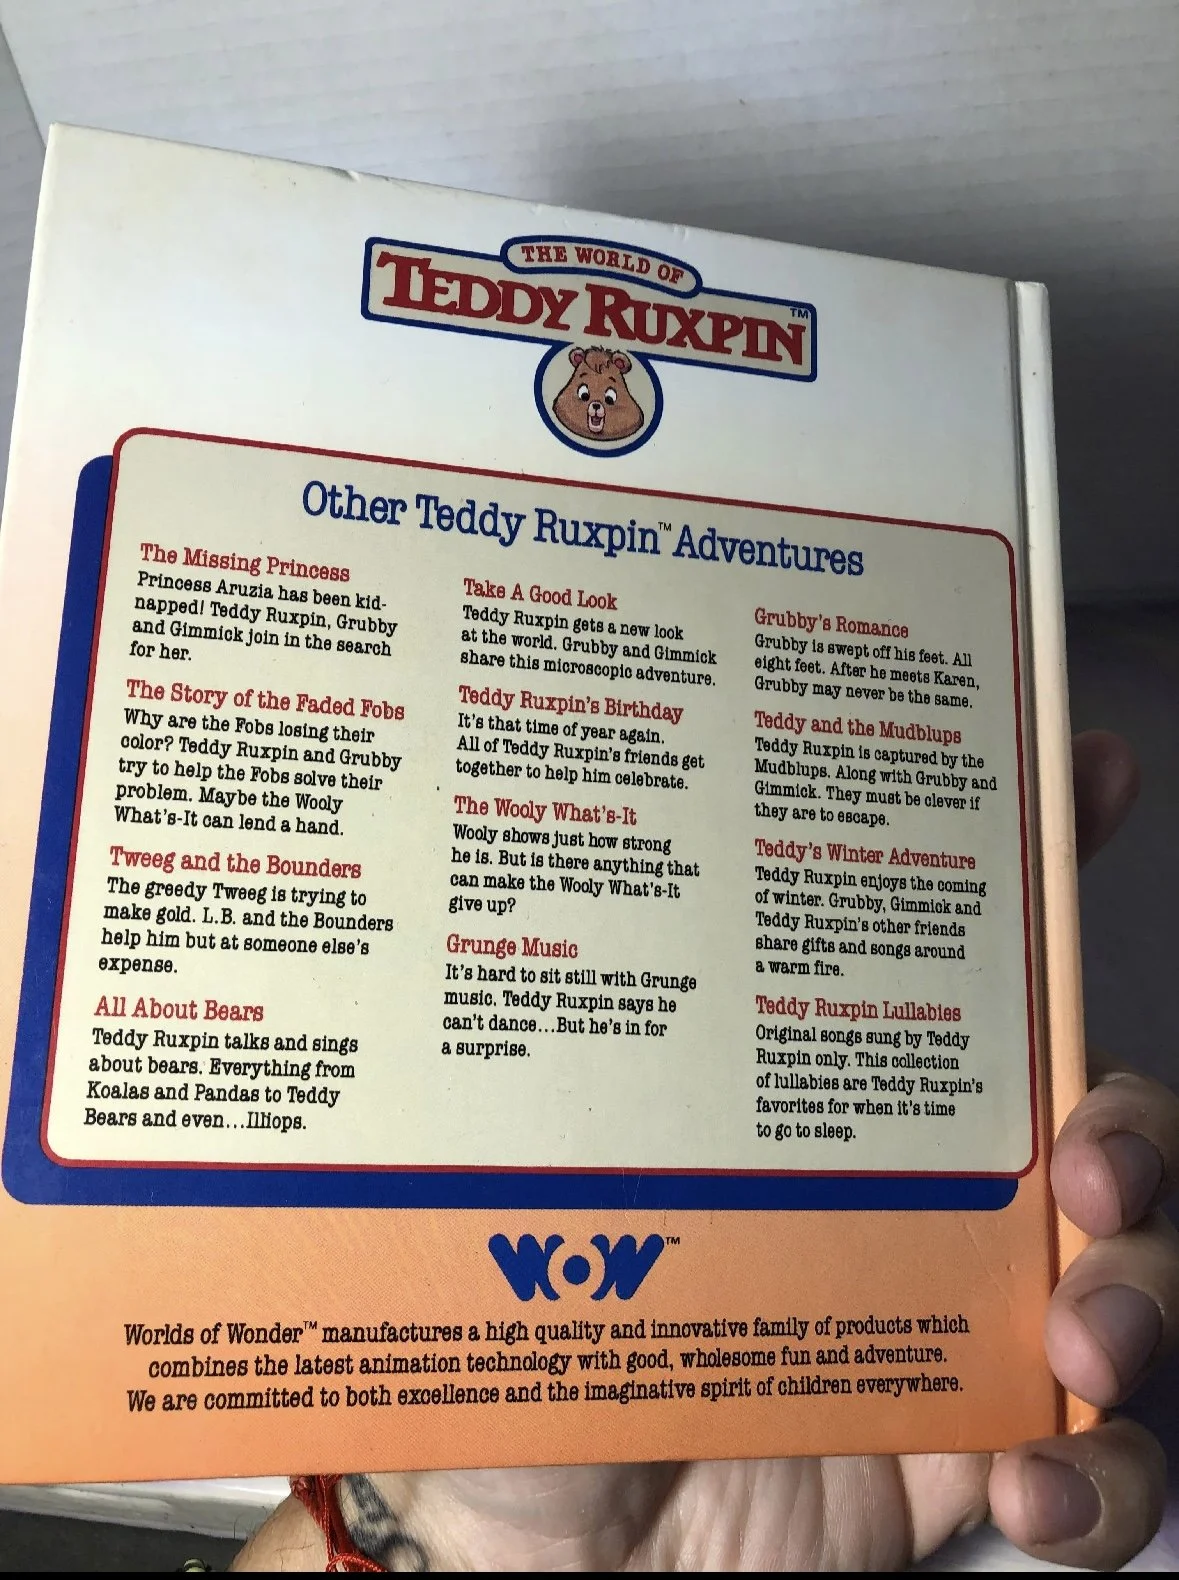 THE WORLD OF
TEDDY RUXPIN™
Other Teddy Ruxpin™ Adventures
The Missing Princess
Princess Aruzia has been kid-
napped! Teddy Ruxpin, Grubby
and Gimmick join in the search
for her.
The Story of the Faded Fobs
Why are the Fobs losing their
color? Teddy Ruxpin and Grubby
try to help the Fobs solve their
problem. Maybe the Wooly
What's-It can lend a hand.
Tweeg and the Bounders
The greedy Tweeg is trying to
make gold. L.B. and the Bounders
help him but at someone else's
expense.
All About Bears
Teddy Ruxpin talks and sings
about bears. Everything from
Koalas and Pandas to Teddy
Bears and even...Illiops.
Take A Good Look
Teddy Ruxpin gets a new look
at the world. Grubby and Gimmick
share this microscopic adventure.
Teddy Ruxpin's Birthday
It's that time of year again.
All of Teddy Ruxpin's friends get
together to help him celebrate.
The Wooly What's-It
Wooly shows just how strong
he is. But is there anything that
can make the Wooly What's-It
give up?
Grunge Music
It's hard to sit still with Grunge
music. Teddy Ruxpin says he
can't dance...But he's in for
a surprise.
Grubby's Romance
Grubby is swept off his feet. All
eight feet. After he meets Karen,
Grubby may never be the same.
Teddy and the Mudblups
Teddy Ruxpin is captured by the
Mudblups. Along with Grubby and
Gimmick. They must be clever if
they are to escape.
Teddy's Winter Adventure
Teddy Ruxpin enjoys the coming
of winter. Grubby, Gimmick and
Teddy Ruxpin's other friends
share gifts and songs around
a warm fire.
Teddy Ruxpin Lullabies
Original songs sung by Teddy
Ruxpin only. This collection
of lullabies are Teddy Ruxpin's
favorites for when it's time
to go to sleep.
WOW™
Worlds of Wonder™ manufactures a high quality and innovative family of products which
combines the latest animation technology with good, wholesome fun and adventure.
We are committed to both excellence and the imaginative spirit of children everywhere.